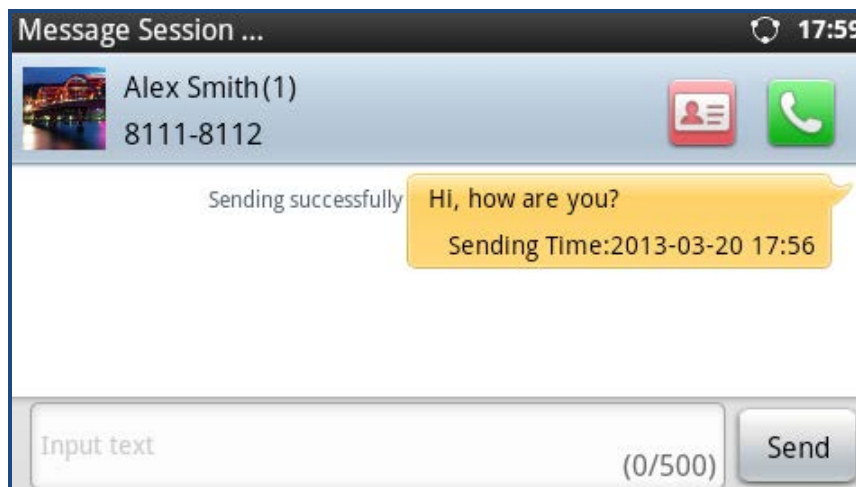 Message Session ...
17:59
Alex Smith(1)
8111-8112
Sending successfully
Hi, how are you?
Sending Time:2013-03-20 17:56
Input text
(0/500)
Send